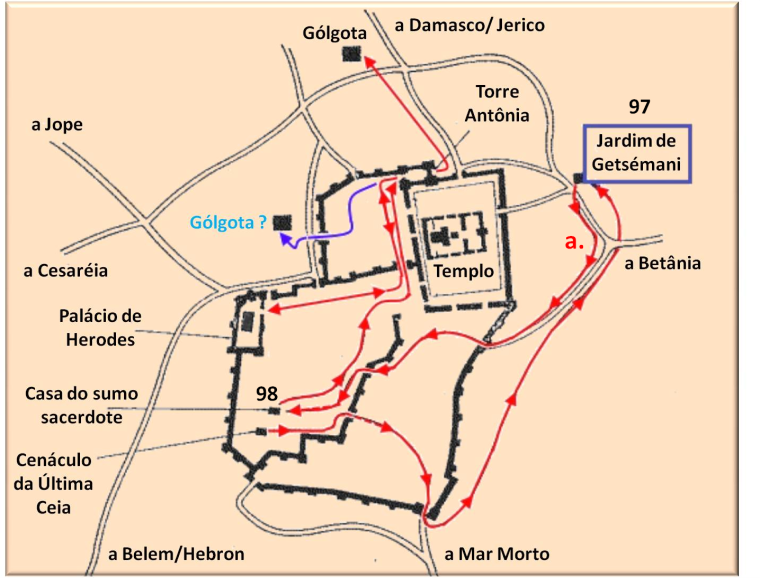 Gólgota
a Damasco/ Jerico
Torre
Antônia
97
Jardim de
Getsémani
a Jope
Gólgota ?
a.
a Betânia
a Cesaréia
Templo
Palácio de
Herodes
98
Casa do sumo
sacerdote
Cenáculo
da Última
Ceia
a Belem/Hebron
a Mar Morto